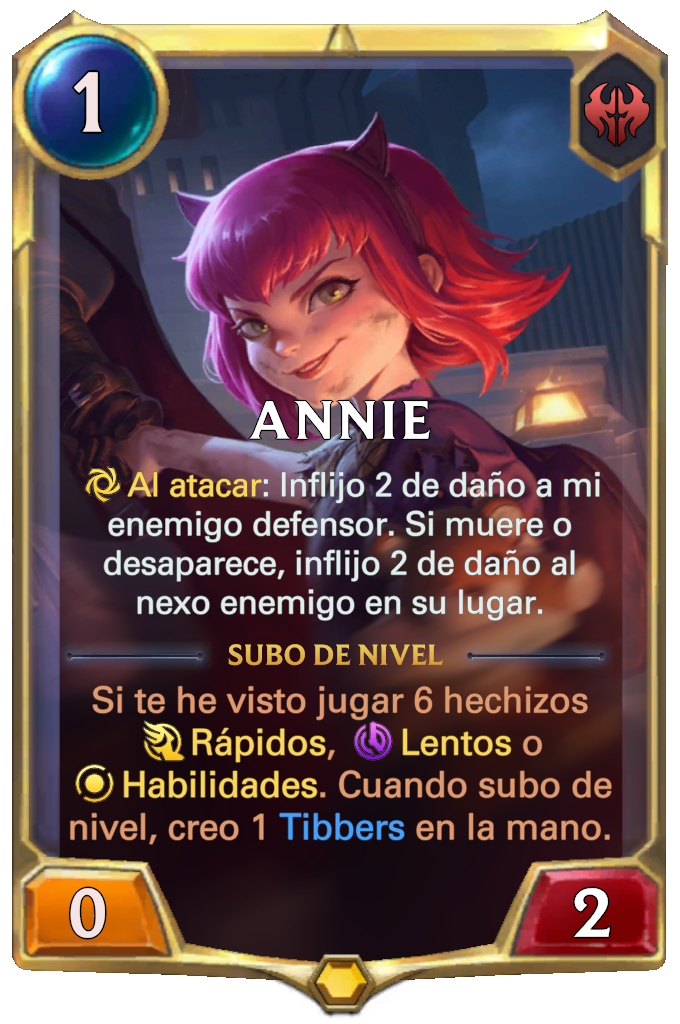 1
ANNIE
Al atacar: Inflijo 2 de daño a mi
enemigo defensor. Si muere o
desaparece, inflijo 2 de daño al
nexo enemigo en su lugar.
SUBO DE NIVEL
Si te he visto jugar 6 hechizos
Rápidos, Lentos o
Habilidades. Cuando subo de
nivel, creo 1 Tibbers en la mano.
0
2